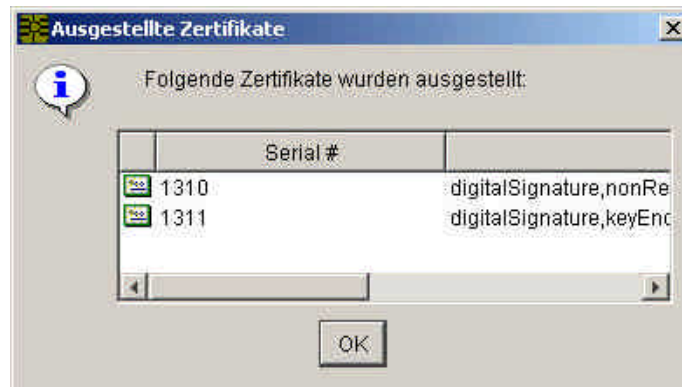 Ausgestellte Zertifikate
Folgende Zertifikate wurden ausgestellt:
Serial #
1310 digitalSignature,nonRe
1311 digitalSignature,keyEnc
OK